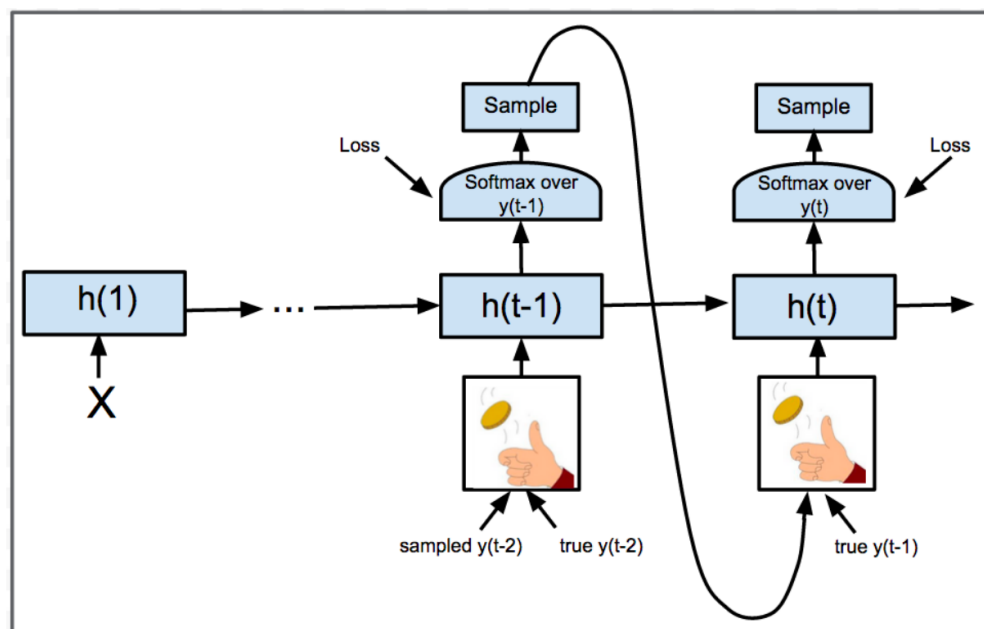 Sample
Sample
Loss
Loss
Softmax over
y(t-1)
Softmax over
y(t)
h(1)
...
h(t-1)
h(t)
X
sampled y(t-2)
true y(t-2)
true y(t-1)